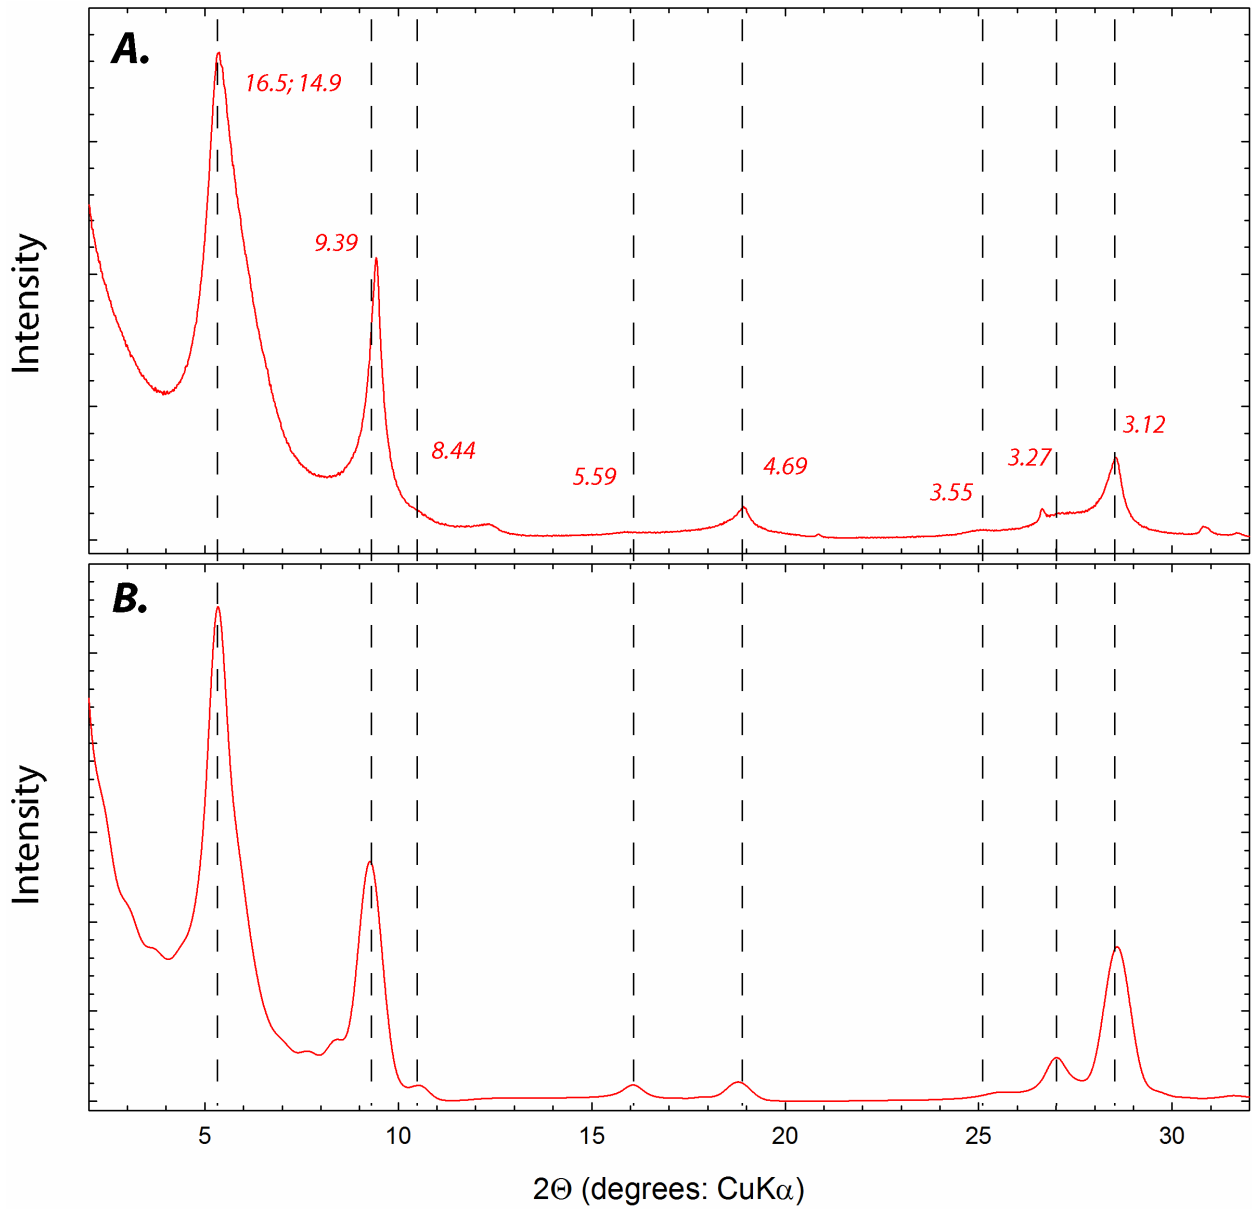 A.
16.5; 14.9
9.39
8.44
5.59
4.69
3.55
3.27
3.12
Intensity
B.
Intensity
5 10 15 20 25 30
2Θ (degrees: CuKα)